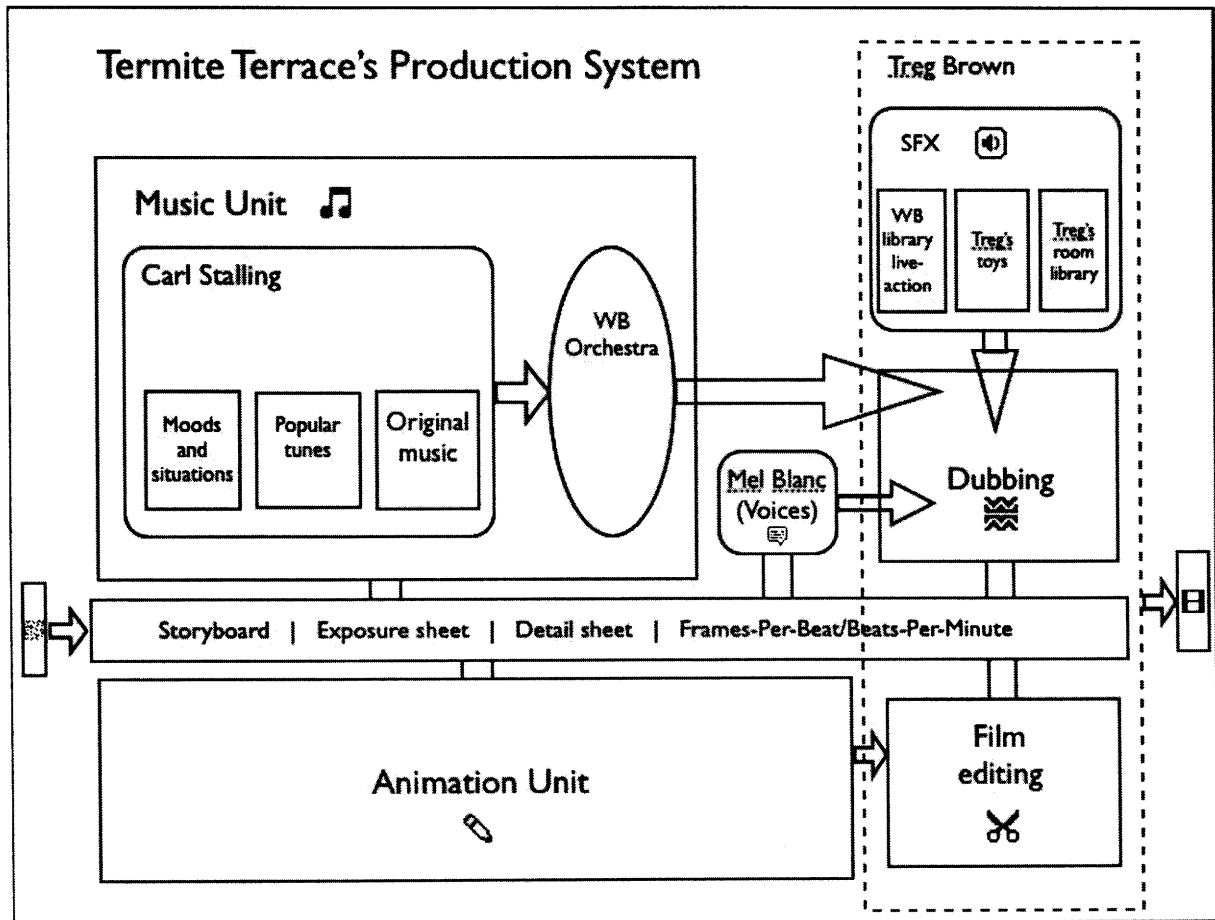 Termite Terrace's Production System
Treg Brown
SFX
WB
library
live-
action
Treg's
toys
Treg's
room
library
Music Unit
Carl Stalling
Moods
and
situations
Popular
tunes
Original
music
WB
Orchestra
Mel Blanc
(Voices)
Dubbing
Storyboard | Exposure sheet | Detail sheet | Frames-Per-Beat/Beats-Per-Minute
Animation Unit
Film
editing